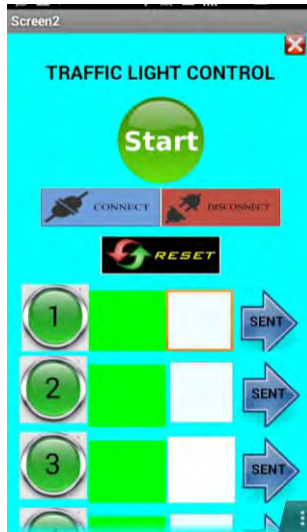 Screen2
TRAFFIC LIGHT CONTROL
Start
CONNECT
DISCONNECT
RESET
1
SENT
2
SENT
3
SENT